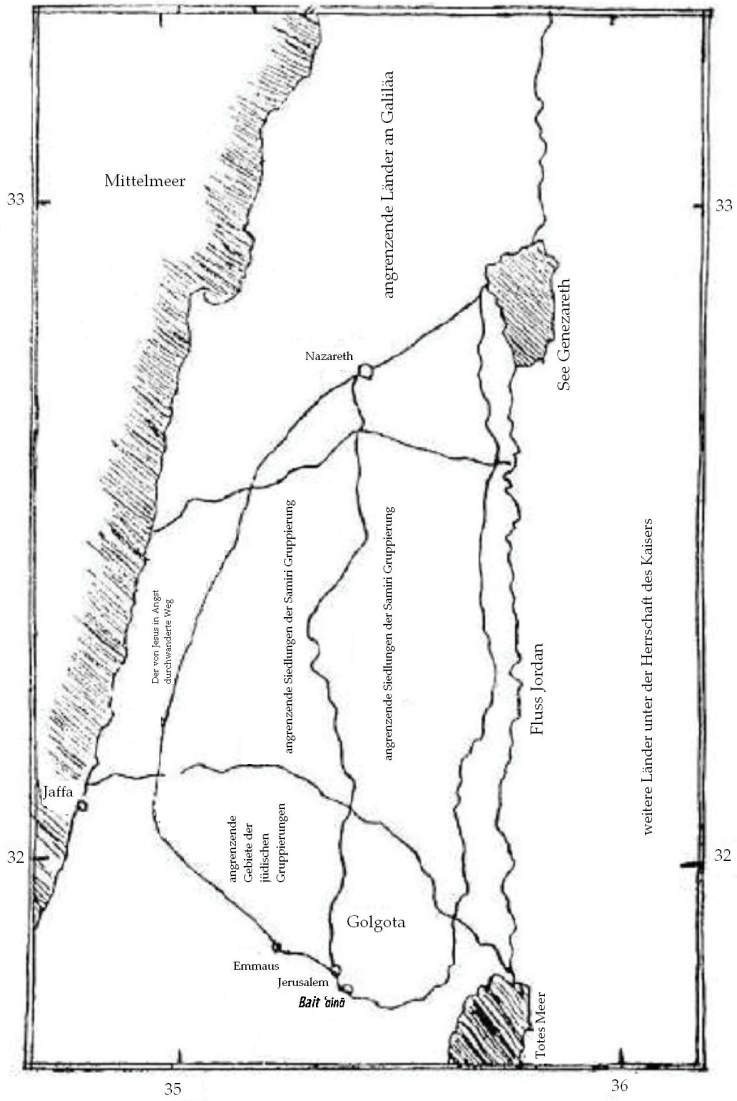 angrenzende Länder an Galiläa
Mittelmeer
33
33
See Genezareth
Nazareth
angrenzende Siedlungen der Samiri Gruppierung
angrenzende Siedlungen der Samiri Gruppierung
Der von Jesus in Angst
durchwanderte Weg
Fluss Jordan
weitere Länder unter der Herrschaft des Kaisers
Jaffa
angrenzende
Gebiete der
jüdischen
Gruppierungen
32
32
Golgota
Emmaus
Jerusalem
Bait 'ainā
Totes Meer
35
36